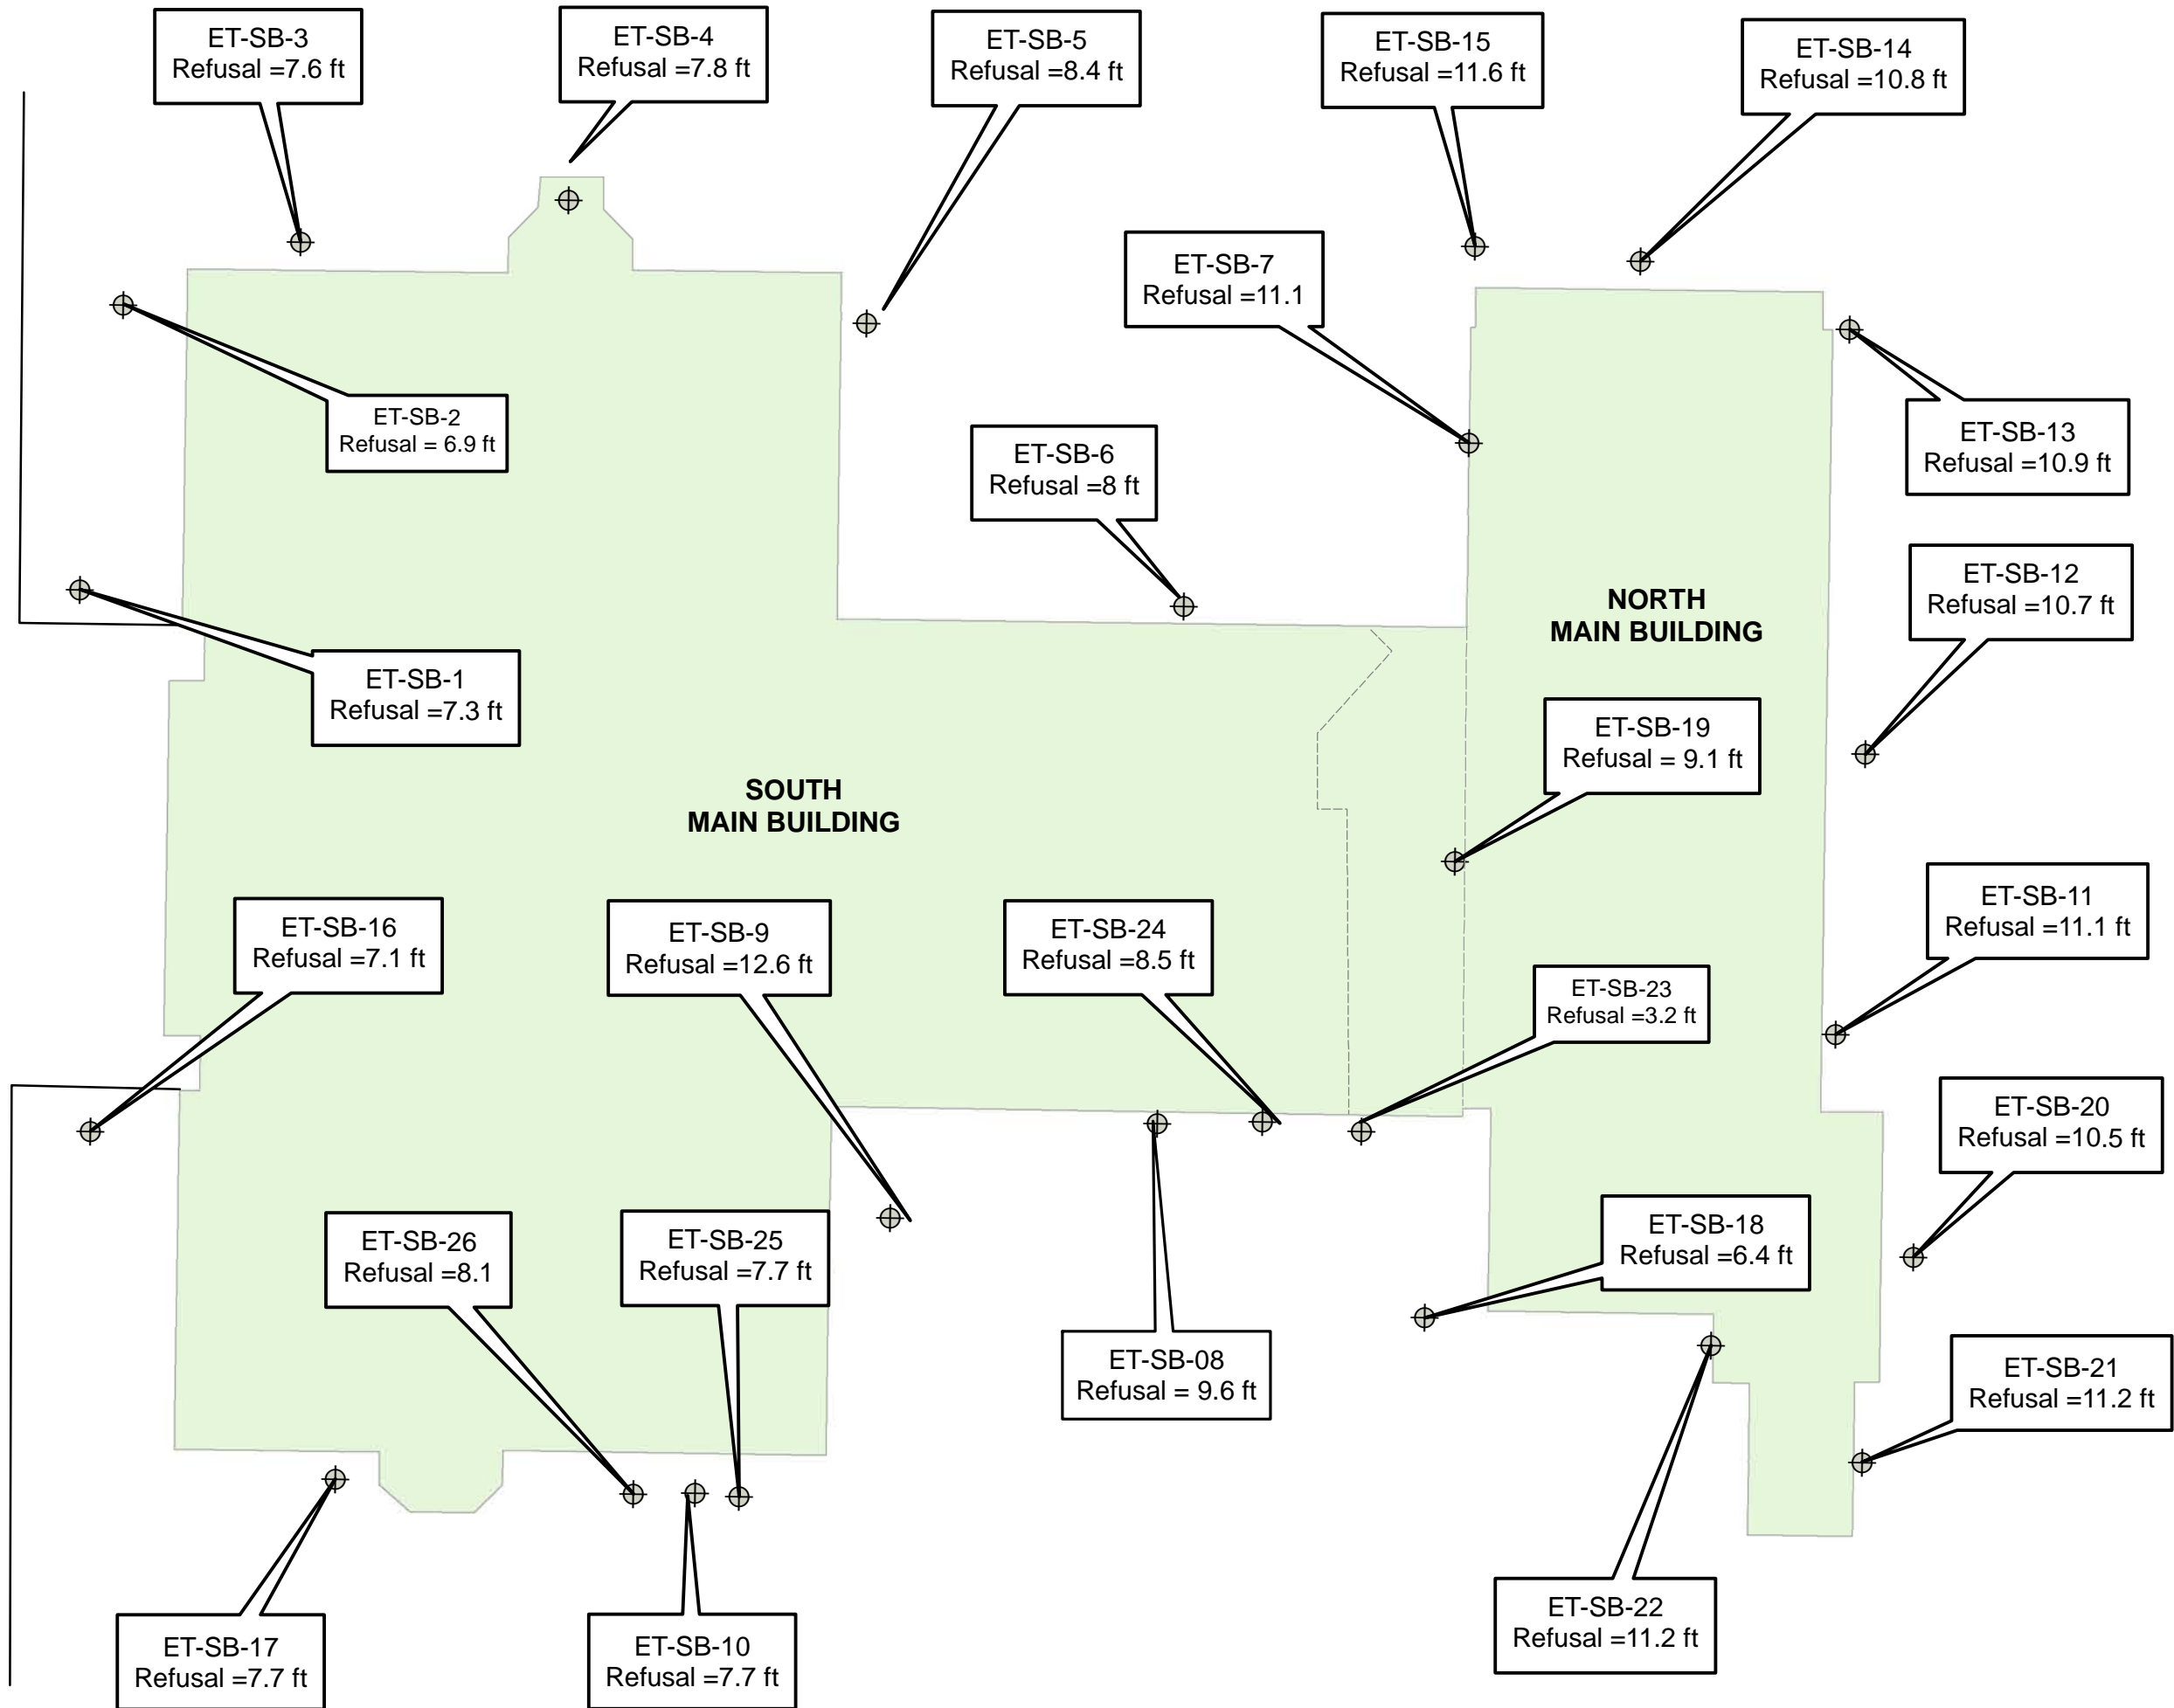 ET-SB-3
Refusal =7.6 ft
ET-SB-4
Refusal =7.8 ft
ET-SB-5
Refusal =8.4 ft
ET-SB-15
Refusal =11.6 ft
ET-SB-14
Refusal =10.8 ft
ET-SB-7
Refusal =11.1
ET-SB-2
Refusal = 6.9 ft
ET-SB-6
Refusal =8 ft
ET-SB-13
Refusal =10.9 ft
ET-SB-12
Refusal =10.7 ft
NORTH
MAIN BUILDING
ET-SB-1
Refusal =7.3 ft
ET-SB-19
Refusal = 9.1 ft
SOUTH
MAIN BUILDING
ET-SB-16
Refusal =7.1 ft
ET-SB-9
Refusal =12.6 ft
ET-SB-24
Refusal =8.5 ft
ET-SB-11
Refusal =11.1 ft
ET-SB-23
Refusal =3.2 ft
ET-SB-20
Refusal =10.5 ft
ET-SB-26
Refusal =8.1
ET-SB-25
Refusal =7.7 ft
ET-SB-18
Refusal =6.4 ft
ET-SB-08
Refusal = 9.6 ft
ET-SB-21
Refusal =11.2 ft
ET-SB-17
Refusal =7.7 ft
ET-SB-10
Refusal =7.7 ft
ET-SB-22
Refusal =11.2 ft